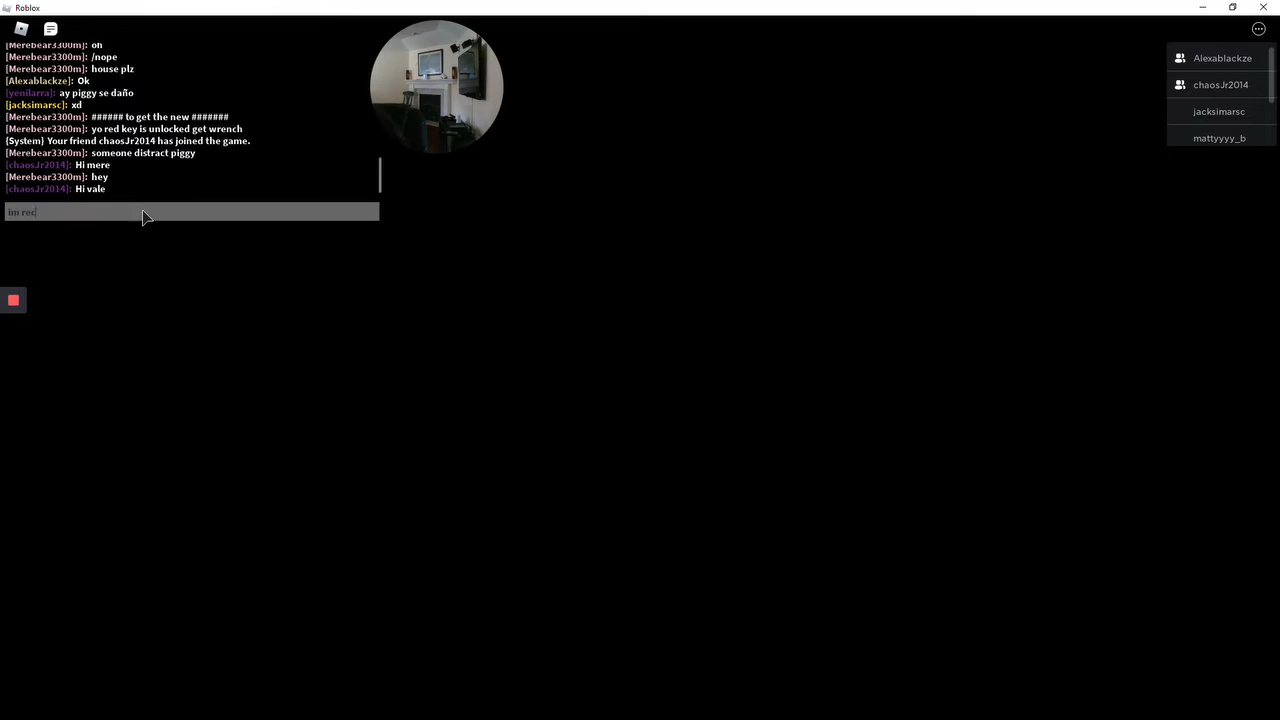 Roblox
[Merebear3300m]: oh
[Merebear3300m]: /nope
[Merebear3300m]: house plz
[Alexablackze]: Ok
[yenilarra]: ay piggy se daño
[jacksimarsc]: xd
[Merebear3300m]: ###### to get the new #######
[Merebear3300m]: yo red key is unlocked get wrench
{System} Your friend chaosJr2014 has joined the game.
[Merebear3300m]: someone distract piggy
[chaosJr2014]: Hi mere
[Merebear3300m]: hey
[chaosJr2014]: Hi vale
im rec
Alexablackze
chaosJr2014
jacksimarsc
mattyyyy_b